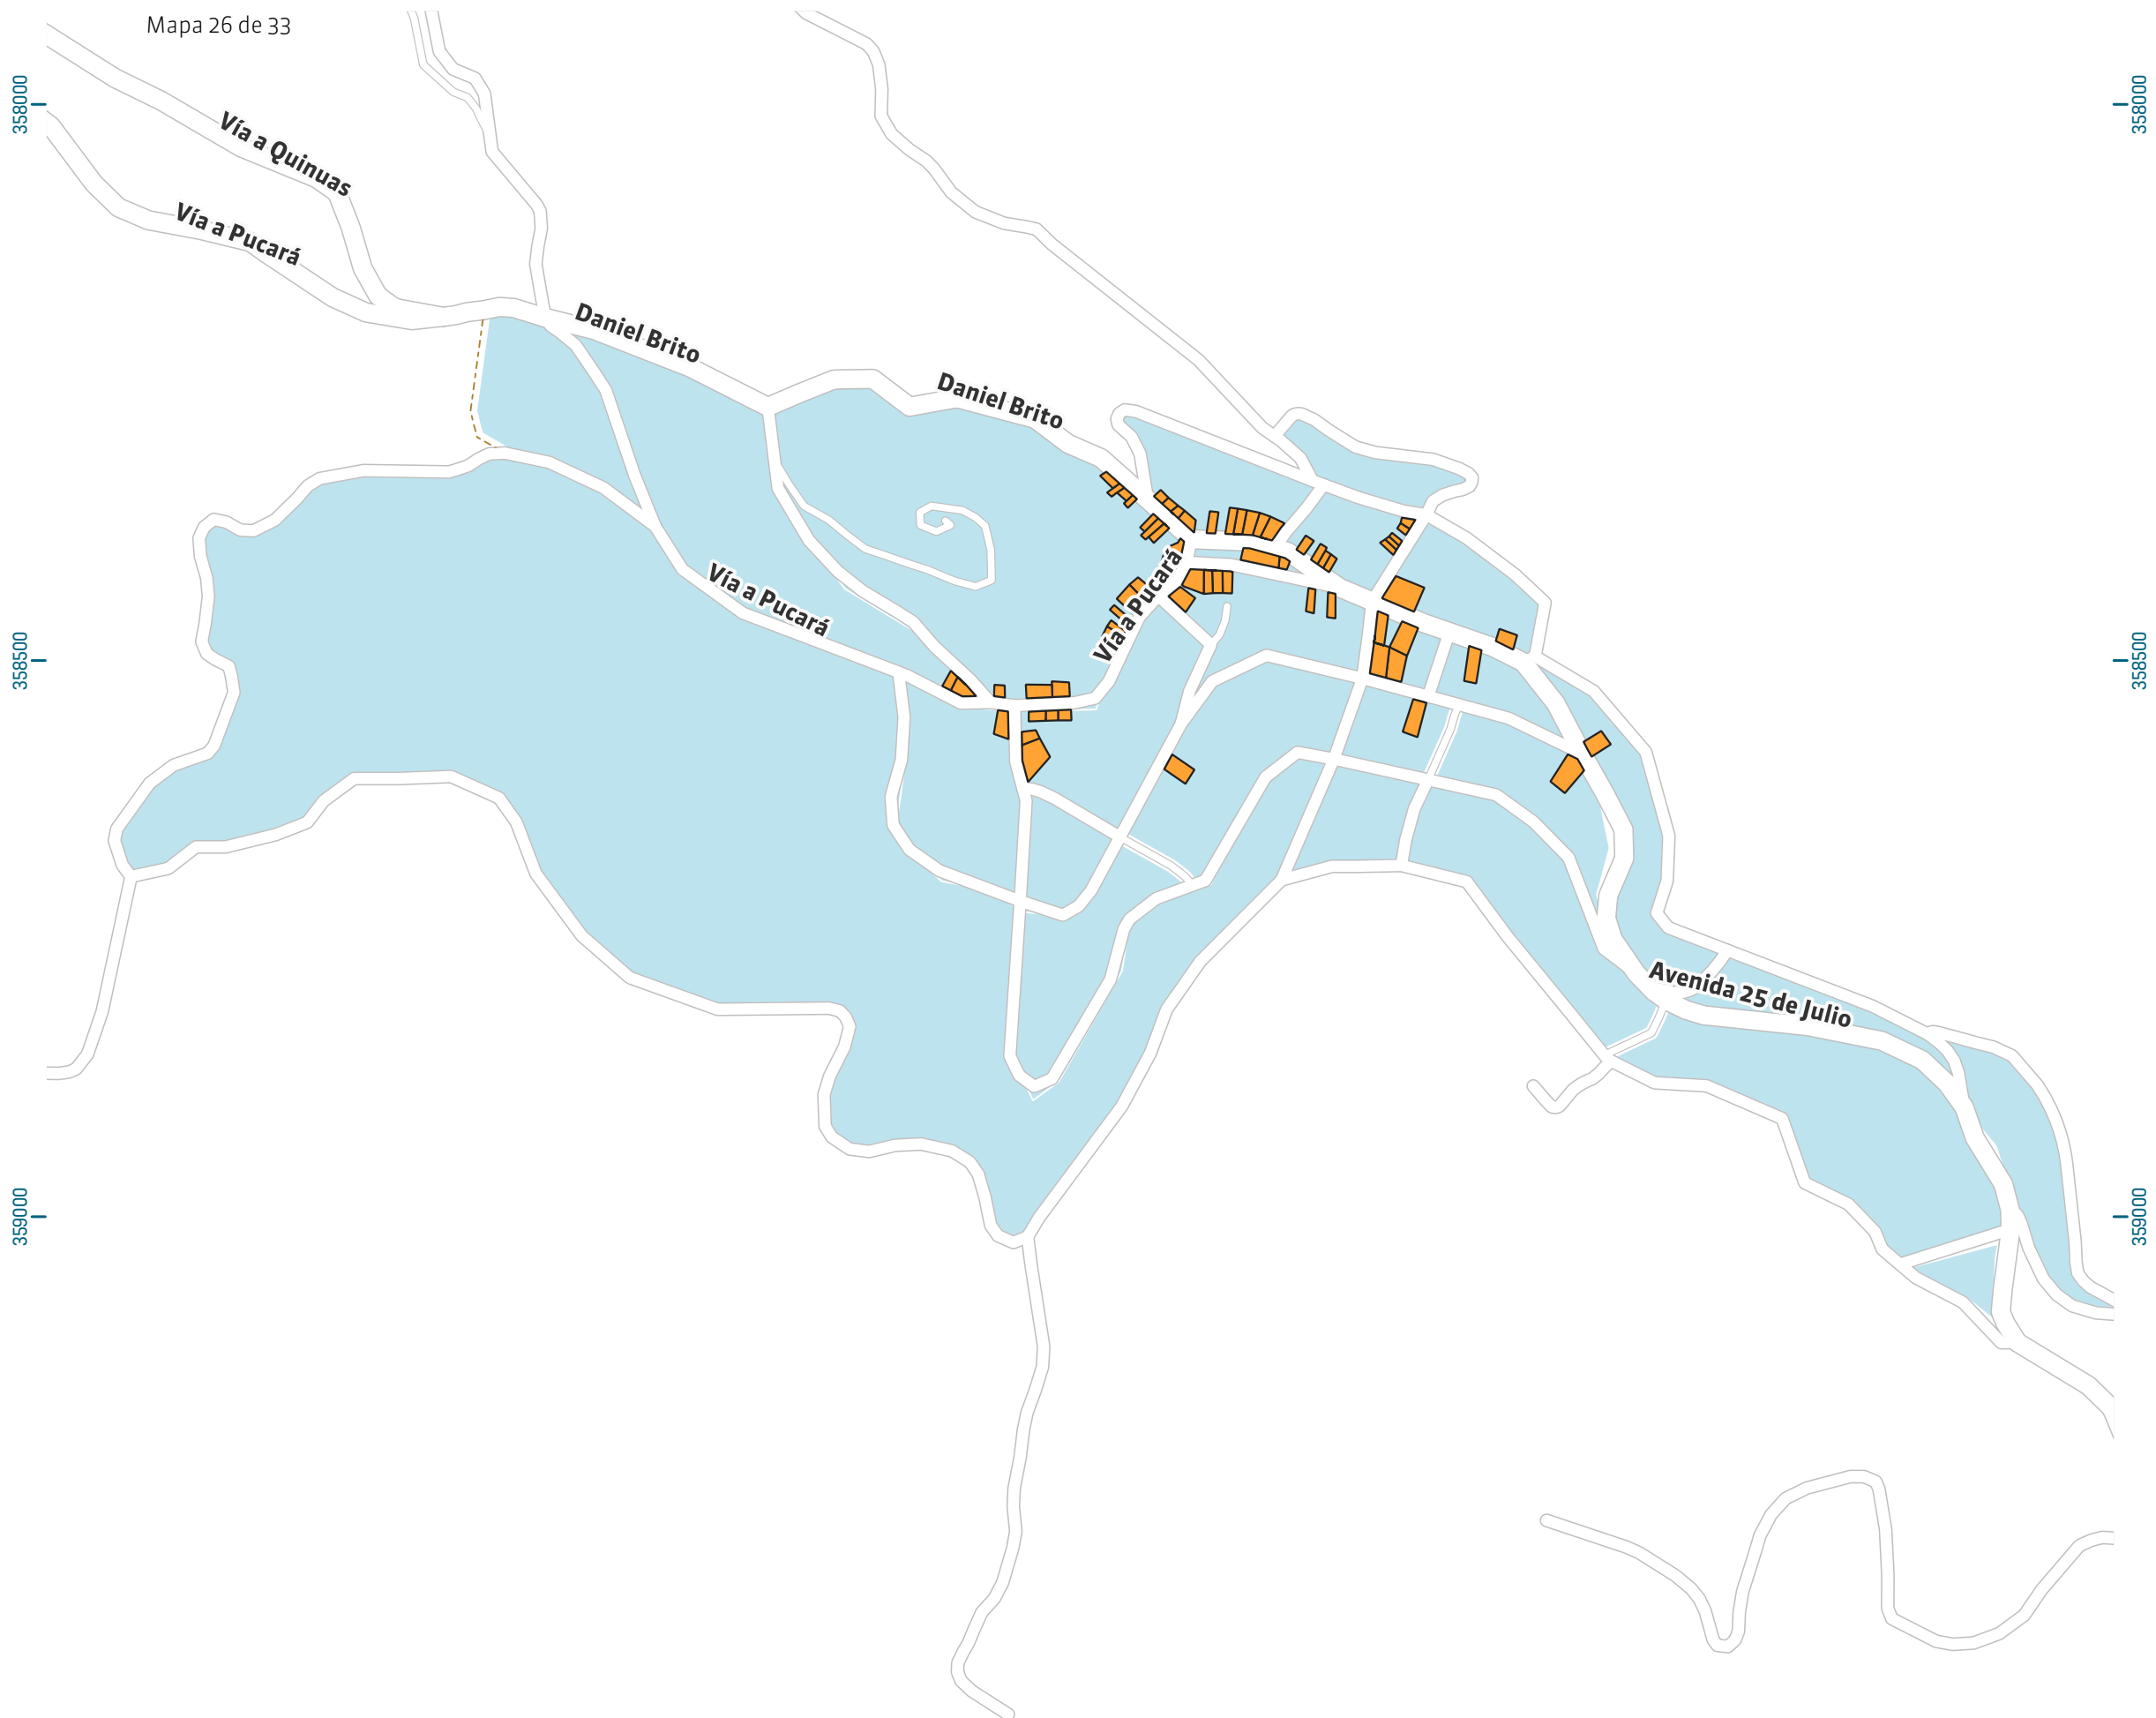 Mapa 26 de 33
358000
358000
Vía a Quinuas
Vía a Pucará
Daniel Brito
Daniel Brito
Vía a Pucará
Vía a Pucará
358500
358500
Avenida 25 de Julio
359000
359000